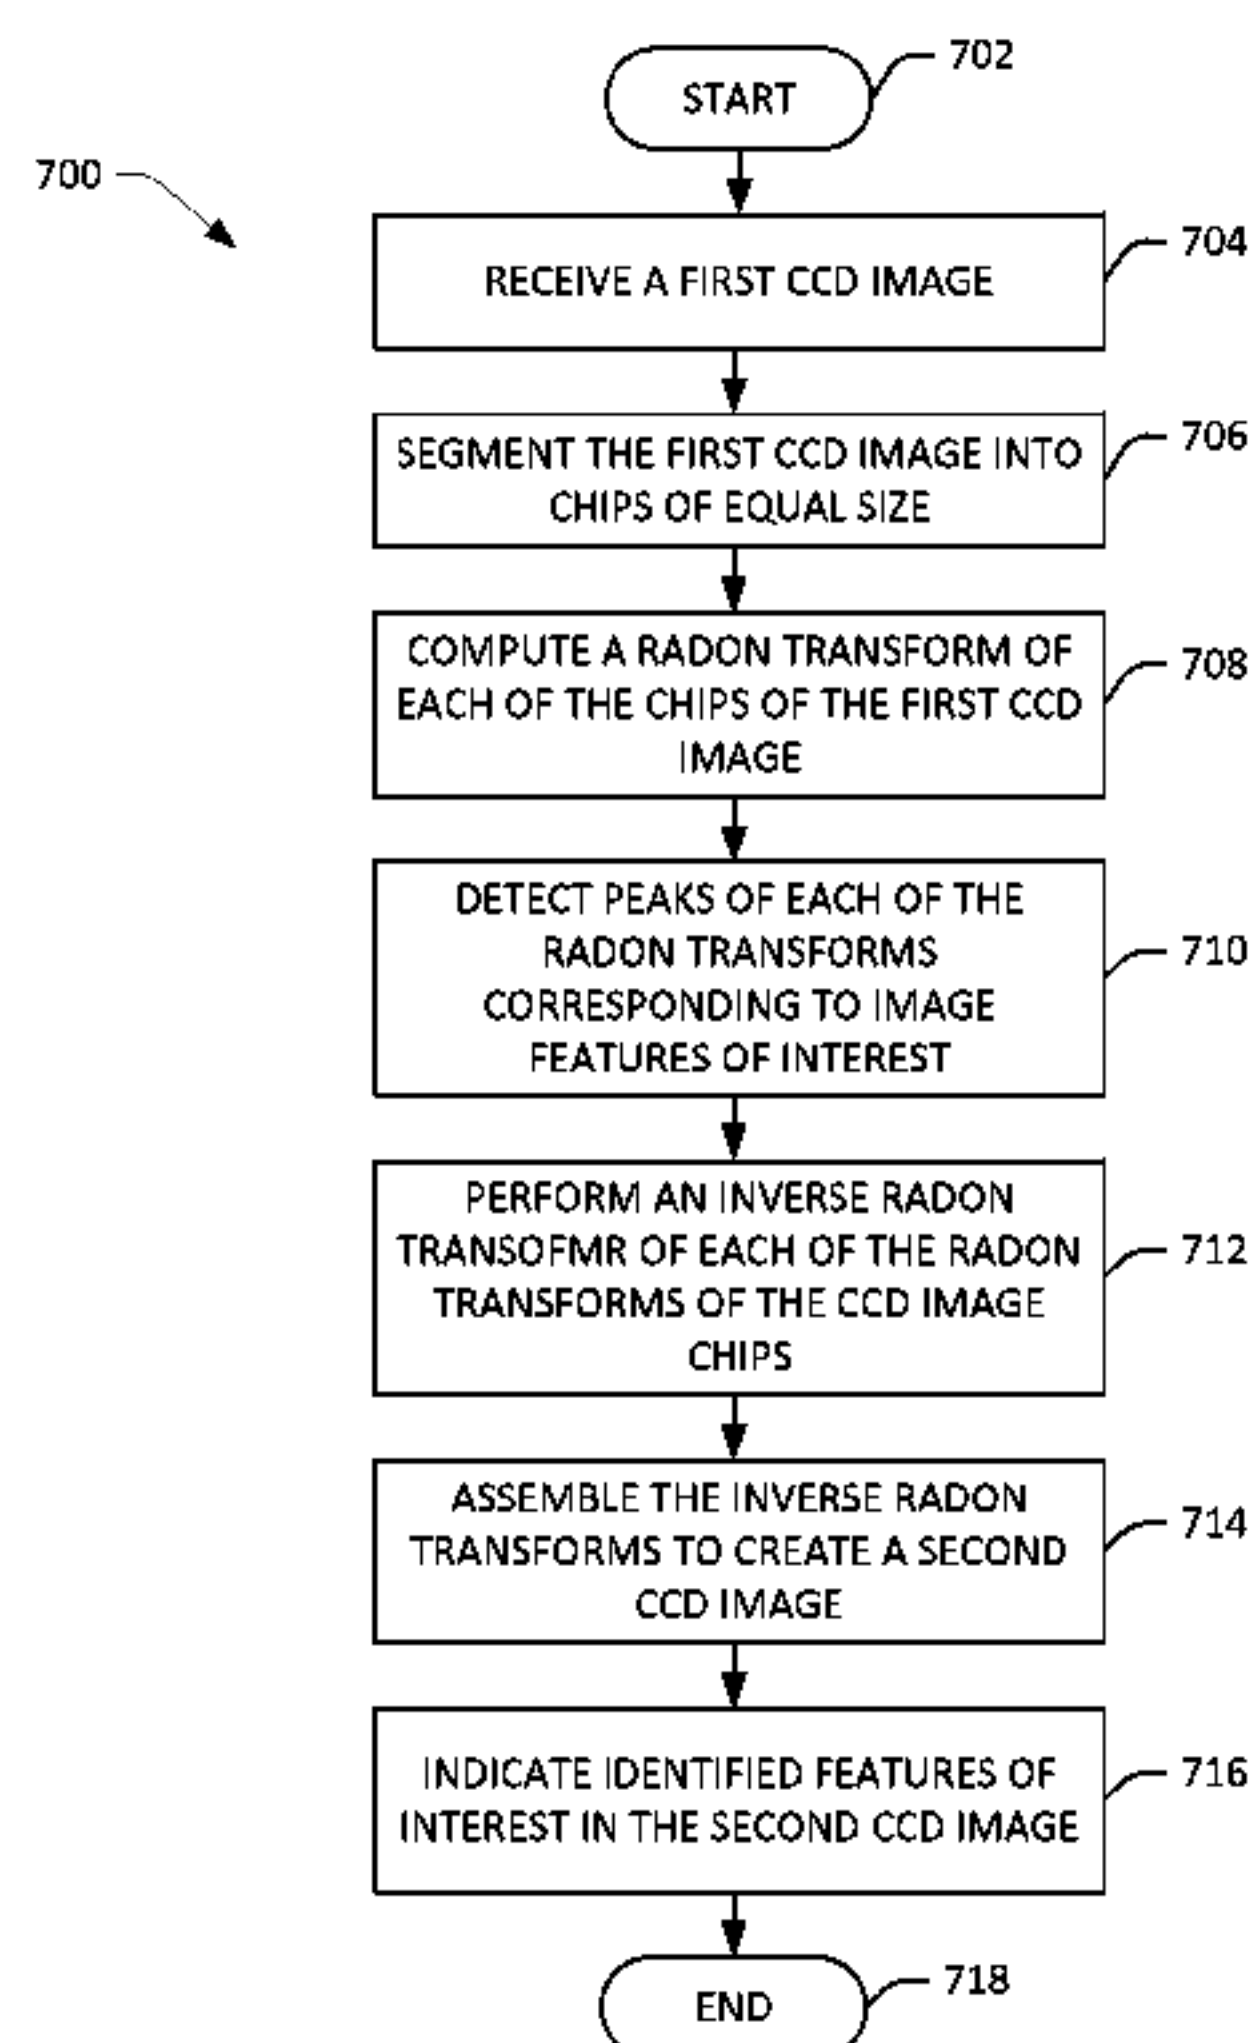 702
START
700
704
RECEIVE A FIRST CCD IMAGE
706
SEGMENT THE FIRST CCD IMAGE INTO
CHIPS OF EQUAL SIZE
708
COMPUTE A RADON TRANSFORM OF
EACH OF THE CHIPS OF THE FIRST CCD
IMAGE
710
DETECT PEAKS OF EACH OF THE
RADON TRANSFORMS
CORRESPONDING TO IMAGE
FEATURES OF INTEREST
712
PERFORM AN INVERSE RADON
TRANSOFMR OF EACH OF THE RADON
TRANSFORMS OF THE CCD IMAGE
CHIPS
714
ASSEMBLE THE INVERSE RADON
TRANSFORMS TO CREATE A SECOND
CCD IMAGE
716
INDICATE IDENTIFIED FEATURES OF
INTEREST IN THE SECOND CCD IMAGE
718
END